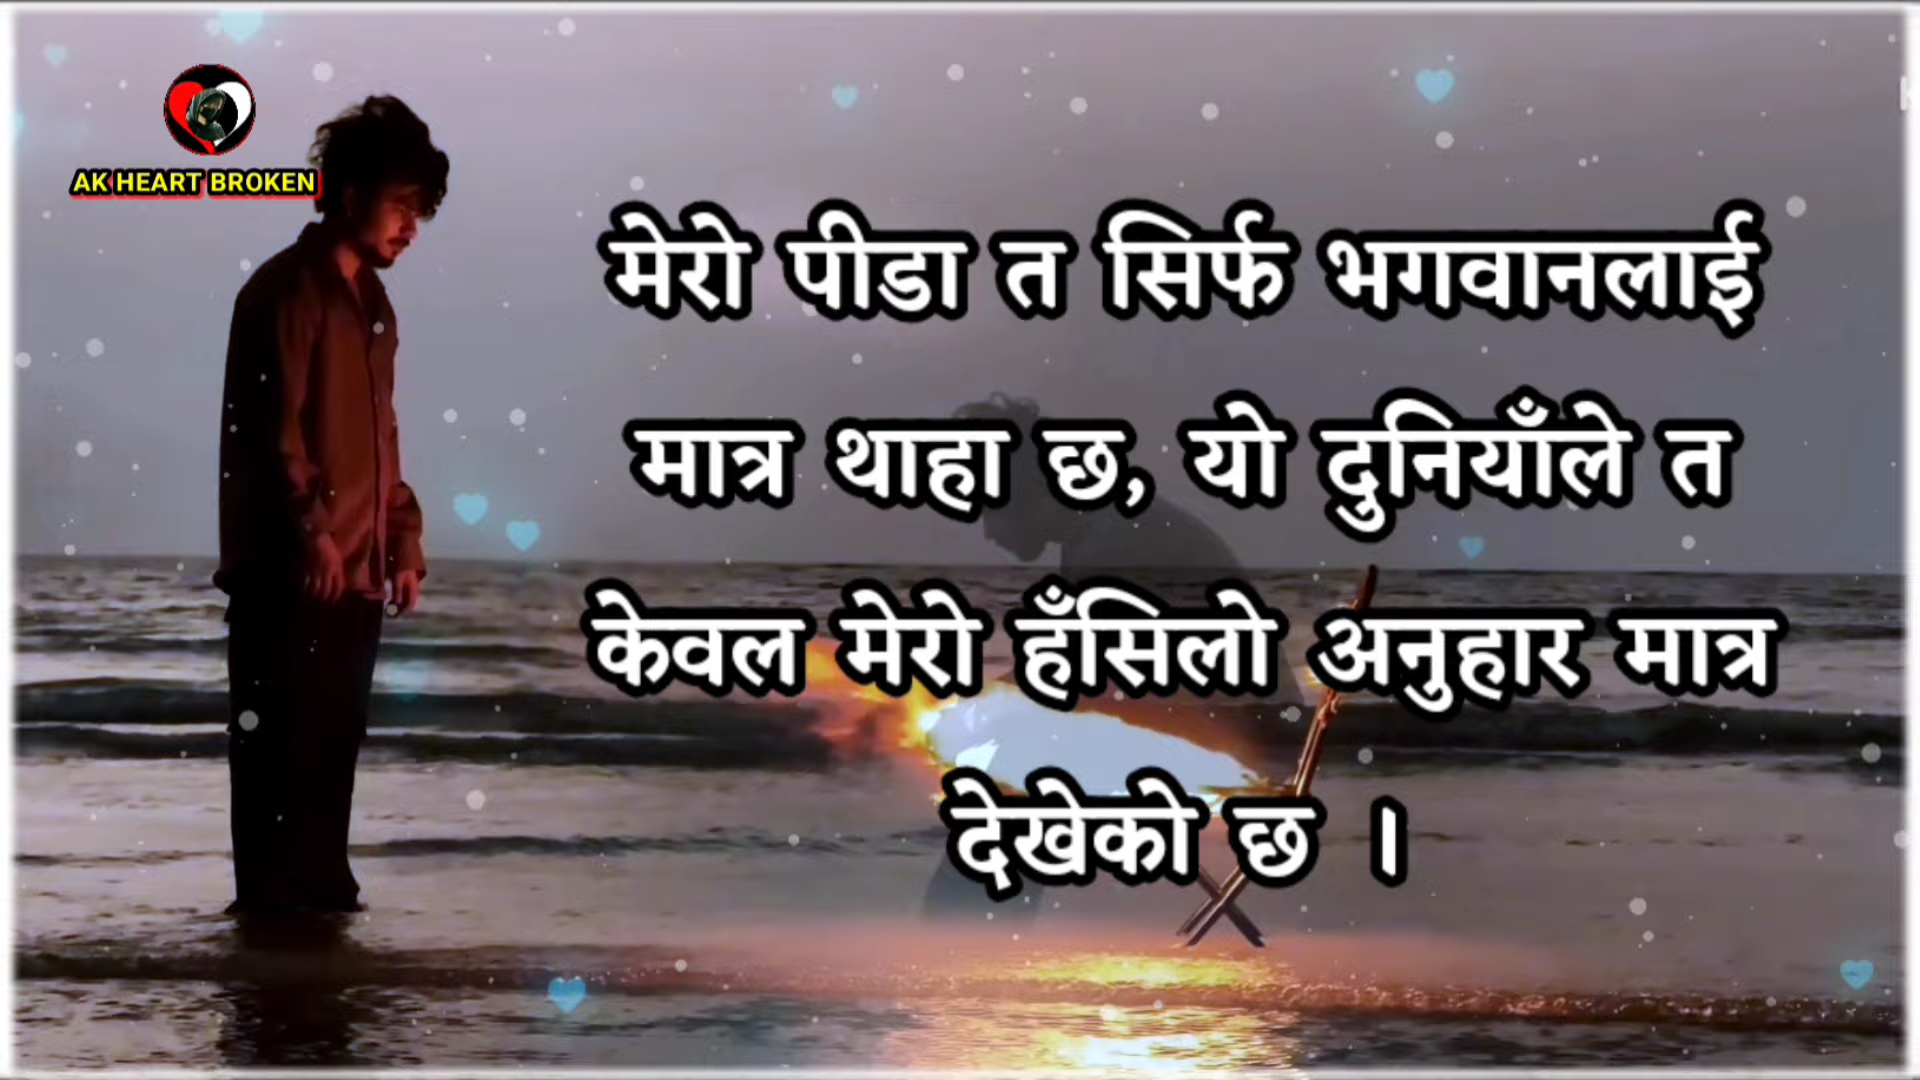 AK HEART BROKEN
मेरो पीडा त सिर्फ भगवानलाई
मात्र थाहा छ, यो दुनियाँले त
केवल मेरो हँसिलो अनुहार मात्र
देखेको छ ।